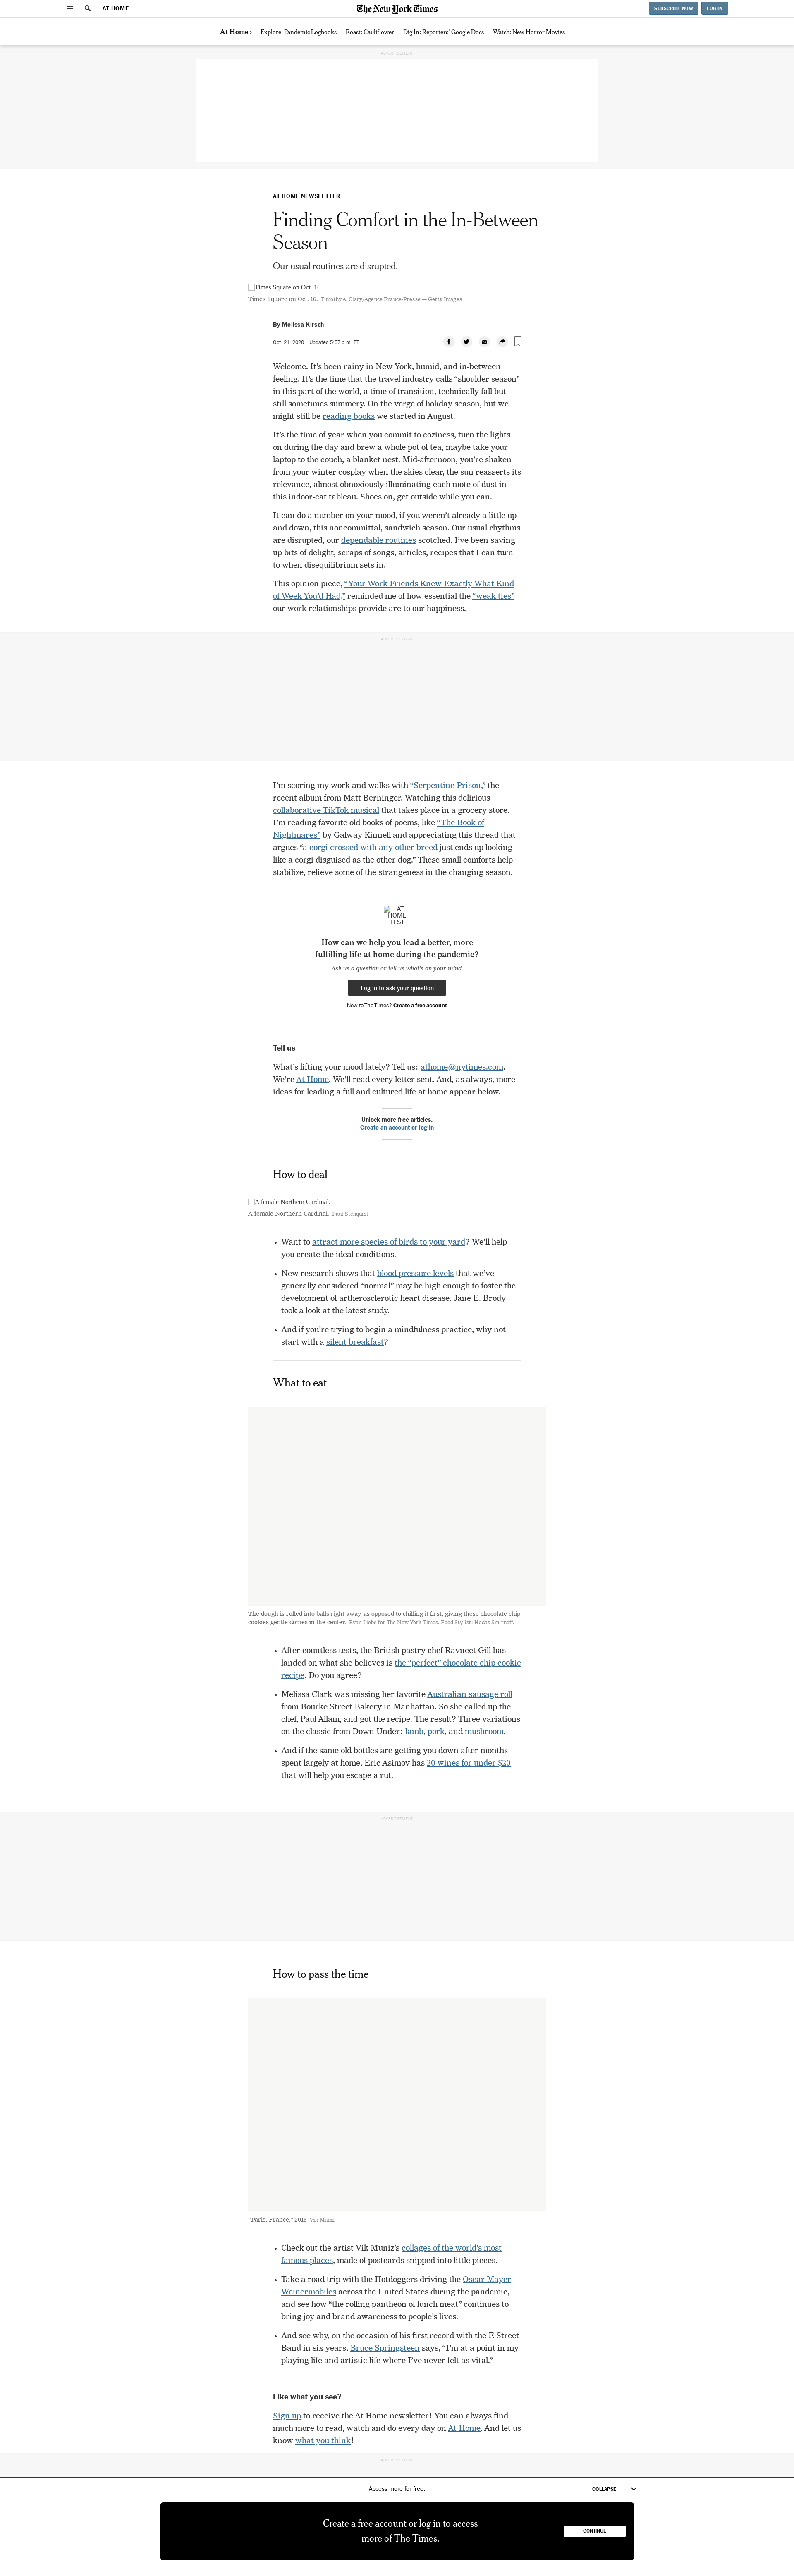 AT HOME
The New York Times
SUBSCRIBE NOW
LOG IN
At Home ›
Explore: Pandemic Logbooks
Roast: Cauliflower
Dig In: Reporters' Google Docs
Watch: New Horror Movies
ADVERTISEMENT
AT HOME NEWSLETTER
Finding Comfort in the In-Between
Season
Our usual routines are disrupted.
Times Square on Oct. 16.
Times Square on Oct. 16. Timothy A. Clary/Agence France-Presse — Getty Images
By Melissa Kirsch
Oct. 21, 2020 Updated 5:57 p.m. ET
Welcome. It's been rainy in New York, humid, and in-between
feeling. It's the time that the travel industry calls “shoulder season”
in this part of the world, a time of transition, technically fall but
still sometimes summery. On the verge of holiday season, but we
might still be reading books we started in August.
It's the time of year when you commit to coziness, turn the lights
on during the day and brew a whole pot of tea, maybe take your
laptop to the couch, a blanket nest. Mid-afternoon, you're shaken
from your winter cosplay when the skies clear, the sun reasserts its
relevance, almost obnoxiously illuminating each mote of dust in
this indoor-cat tableau. Shoes on, get outside while you can.
It can do a number on your mood, if you weren't already a little up
and down, this noncommittal, sandwich season. Our usual rhythms
are disrupted, our dependable routines scotched. I've been saving
up bits of delight, scraps of songs, articles, recipes that I can turn
to when disequilibrium sets in.
This opinion piece, “Your Work Friends Knew Exactly What Kind
of Week You'd Had,” reminded me of how essential the “weak ties”
our work relationships provide are to our happiness.
ADVERTISEMENT
I'm scoring my work and walks with “Serpentine Prison,” the
recent album from Matt Berninger. Watching this delirious
collaborative TikTok musical that takes place in a grocery store.
I'm reading favorite old books of poems, like “The Book of
Nightmares” by Galway Kinnell and appreciating this thread that
argues “a corgi crossed with any other breed just ends up looking
like a corgi disguised as the other dog.” These small comforts help
stabilize, relieve some of the strangeness in the changing season.
AT
HOME
TEST
How can we help you lead a better, more
fulfilling life at home during the pandemic?
Ask us a question or tell us what's on your mind.
Log in to ask your question
New to The Times? Create a free account
Tell us
What's lifting your mood lately? Tell us: athome@nytimes.com.
We're At Home. We'll read every letter sent. And, as always, more
ideas for leading a full and cultured life at home appear below.
Unlock more free articles.
Create an account or log in
How to deal
A female Northern Cardinal.
A female Northern Cardinal. Paul Stenquist
• Want to attract more species of birds to your yard? We'll help
you create the ideal conditions.
• New research shows that blood pressure levels that we've
generally considered “normal” may be high enough to foster the
development of artherosclerotic heart disease. Jane E. Brody
took a look at the latest study.
• And if you're trying to begin a mindfulness practice, why not
start with a silent breakfast?
What to eat
The dough is rolled into balls right away, as opposed to chilling it first, giving these chocolate chip
cookies gentle domes in the center. Ryan Liebe for The New York Times. Food Stylist: Hadas Smirnoff.
• After countless tests, the British pastry chef Ravneet Gill has
landed on what she believes is the “perfect” chocolate chip cookie
recipe. Do you agree?
• Melissa Clark was missing her favorite Australian sausage roll
from Bourke Street Bakery in Manhattan. So she called up the
chef, Paul Allam, and got the recipe. The result? Three variations
on the classic from Down Under: lamb, pork, and mushroom.
• And if the same old bottles are getting you down after months
spent largely at home, Eric Asimov has 20 wines for under $20
that will help you escape a rut.
ADVERTISEMENT
How to pass the time
“Paris, France,” 2013 Vik Muniz
• Check out the artist Vik Muniz's collages of the world's most
famous places, made of postcards snipped into little pieces.
• Take a road trip with the Hotdoggers driving the Oscar Mayer
Weinermobiles across the United States during the pandemic,
and see how “the rolling pantheon of lunch meat” continues to
bring joy and brand awareness to people's lives.
• And see why, on the occasion of his first record with the E Street
Band in six years, Bruce Springsteen says, “I'm at a point in my
playing life and artistic life where I've never felt as vital.”
Like what you see?
Sign up to receive the At Home newsletter! You can always find
much more to read, watch and do every day on At Home. And let us
know what you think!
ADVERTISEMENT
Access more for free.
COLLAPSE
Create a free account or log in to access
more of The Times.
CONTINUE